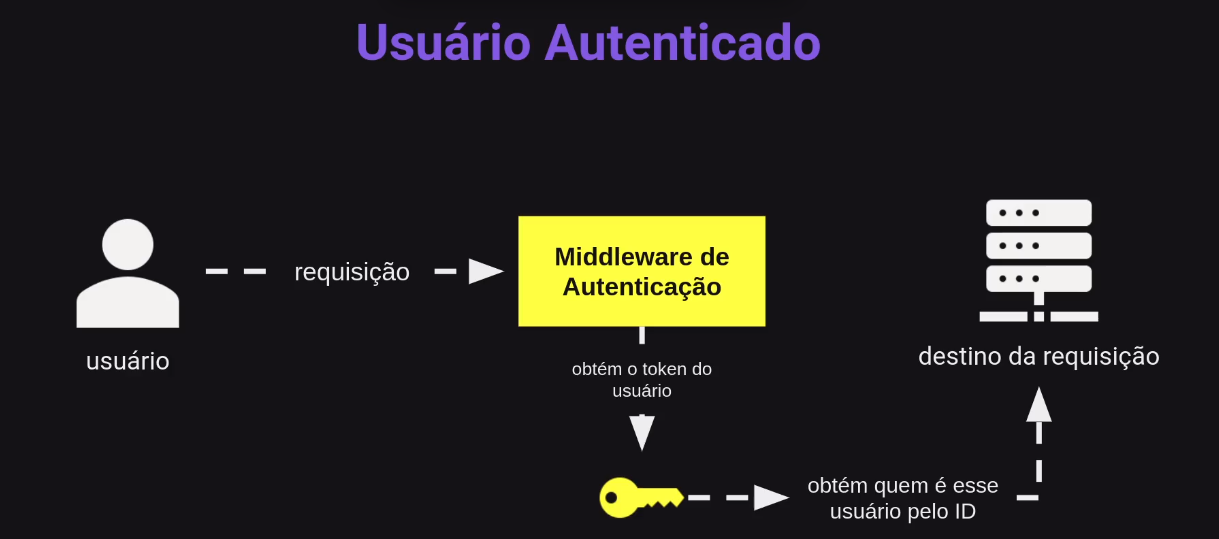 Usuário Autenticado
requisição
Middleware de
Autenticação
usuário
destino da requisição
obtém o token do
usuário
obtém quem é esse
usuário pelo ID